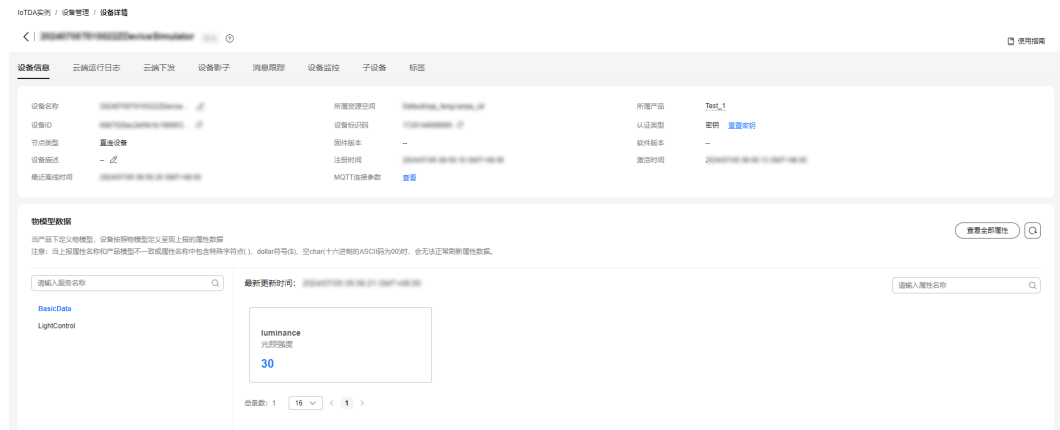 IoTDA实例 / 设备管理 / 设备详情
使用指南
设备信息 云端运行日志 云端下发 设备影子 消息跟踪 设备监控 子设备 标签
设备名称 所属资源空间 所属产品 Test_1
设备ID 设备标识码 认证类型 密钥 重置密钥
节点类型 直连设备 固件版本 -- 软件版本 --
设备描述 -- 注册时间 激活时间
最近离线时间 MQTT连接参数 查看
物模型数据
当产品下定义物模型，设备按照物模型定义呈现上报的属性数据
注意：当上报属性名称和产品模型不一致或属性名称中包含特殊字符点(.)、dollar符号($)、空char(十六进制的ASCII码为00)时，会无法正常刷新属性数据。
查看全部属性
请输入服务名称
最新更新时间：
请输入属性名称
BasicData
LightControl
luminance
光照强度
30
总条数：1 16 < 1 >